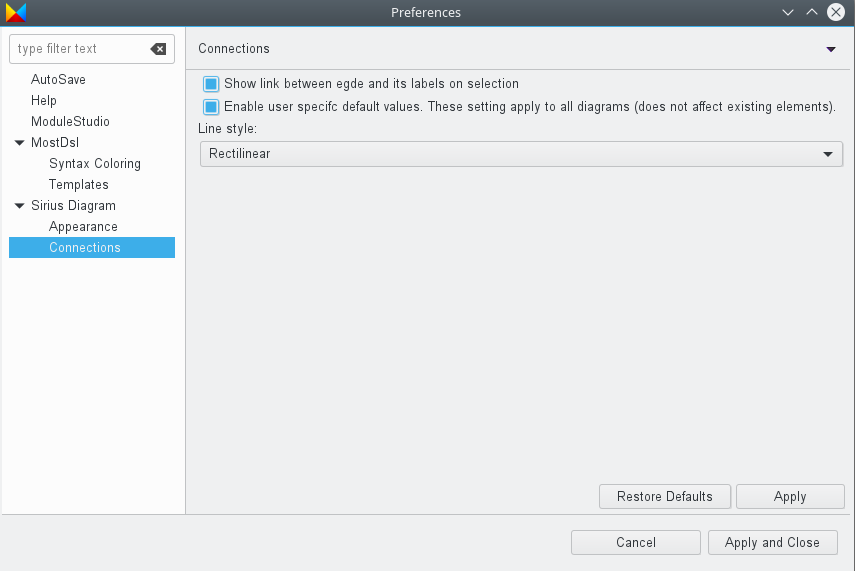 Preferences
type filter text
AutoSave
Help
ModuleStudio
MostDsl
Syntax Coloring
Templates
Sirius Diagram
Appearance
Connections
Connections
Show link between egde and its labels on selection
Enable user specifc default values. These setting apply to all diagrams (does not affect existing elements).
Line style:
Rectilinear
Restore Defaults
Apply
Cancel
Apply and Close